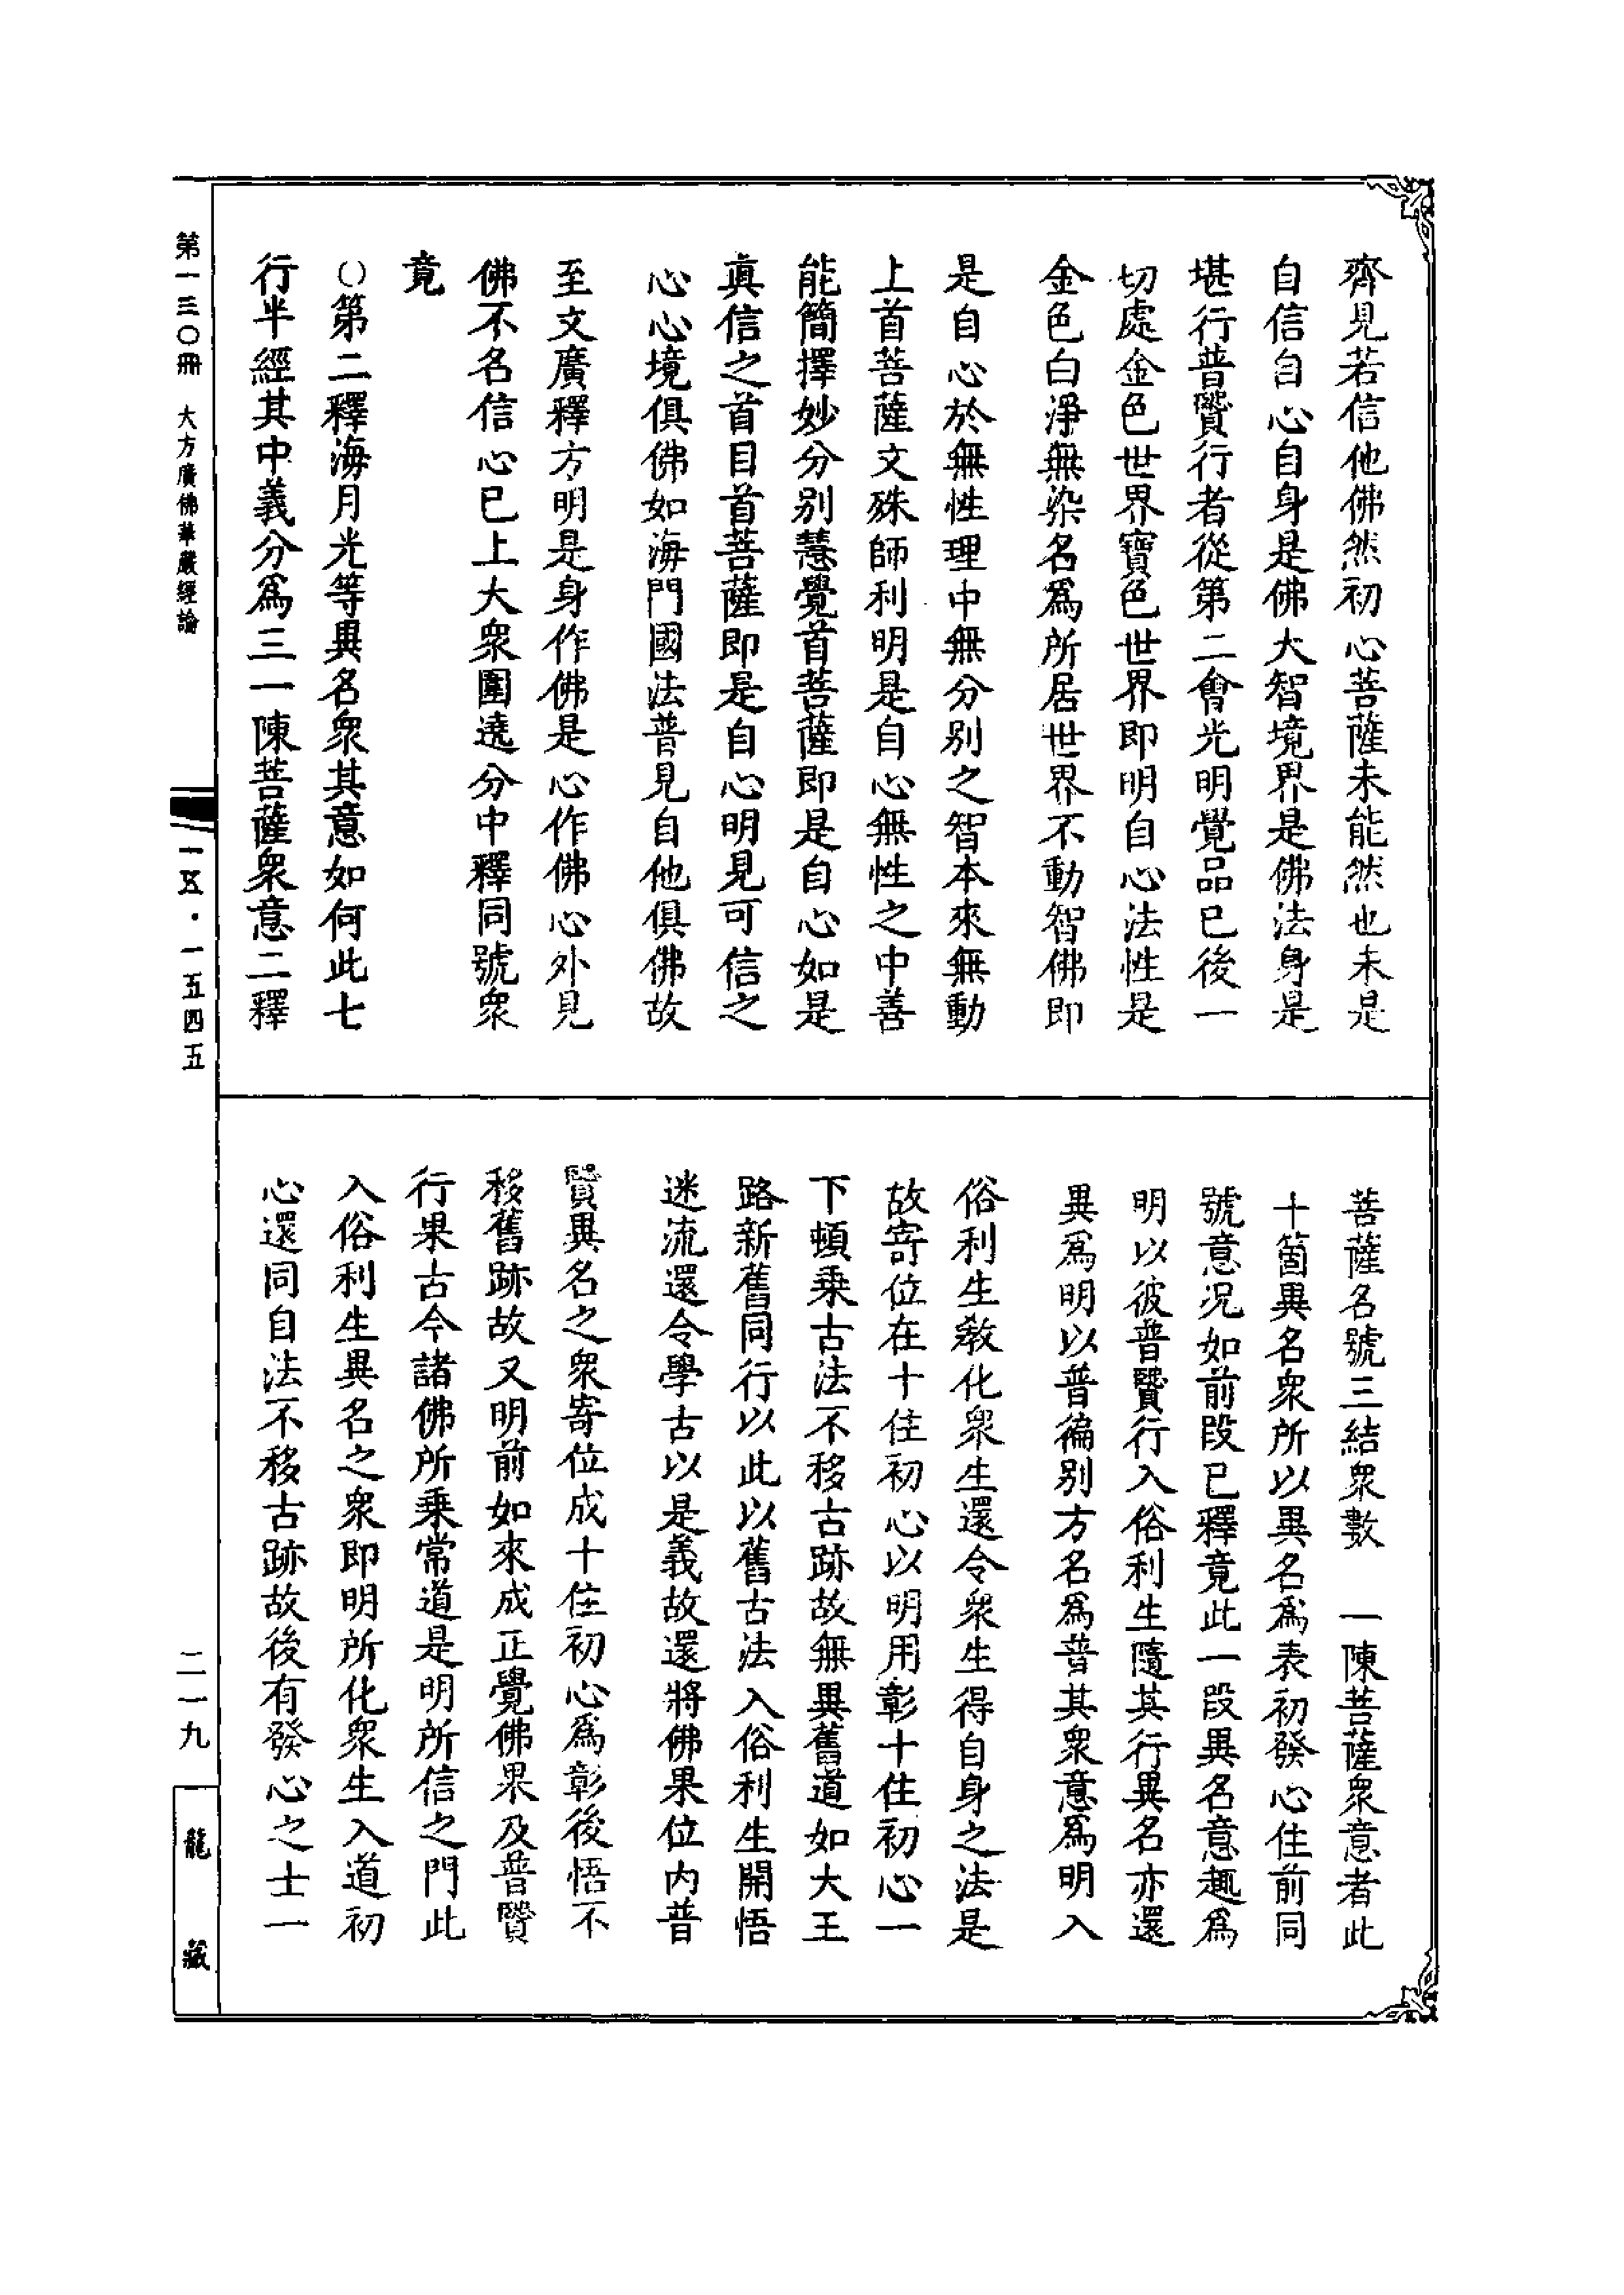 齊見若信他佛然初心菩薩未能然也未是
自信自心自身是佛大智境界是佛法身是
堪行普賢行者從第二會光明覺品已後一
切處金色世界寶色世界即明自心法性是
金色白淨無染名爲所居世界不動智佛即
是自心於無性理中無分别之智本來無動
上首菩薩文殊師利明是自心無性之中善
能簡擇妙分别慧覺首菩薩即是自心如是
真信之首目首菩薩即是自心明見可信之
心心境俱佛如海門國法普見自他俱佛故
至文廣釋方明是身作佛是心作佛心外見
佛不名信心已上大衆圍遶分中釋同號衆
竟
○第二釋海月光等異名衆其意如何此七
行半經其中義分爲三一陳菩薩衆意二釋
菩薩名號三結衆數　一陳菩薩衆意者此
十箇異名衆所以異名爲表初發心住前同
號意况如前段已釋竟此一段異名意趣爲
明以彼普賢行入俗利生隨其行異名亦還
異爲明以普徧别方名爲普其衆意爲明入
俗利生教化衆生還令衆生得自身之法是
故寄位在十住初心以明用彰十住初心一
下頓乘古法不移古跡故無異舊道如大王
路新舊同行以此以舊古法入俗利生開悟
迷流還令學古以是義故還將佛果位内普
賢異名之衆寄位成十住初心爲彰後悟不
移舊跡故又明前如來成正覺佛果及普賢
行果古今諸佛所乘常道是明所信之門此
入俗利生異名之衆即明所化衆生入道初
心還同自法不移古跡故後有發心之士一
第一三〇冊　大方廣佛華嚴經論
一五·一五四五
二一九
龍藏